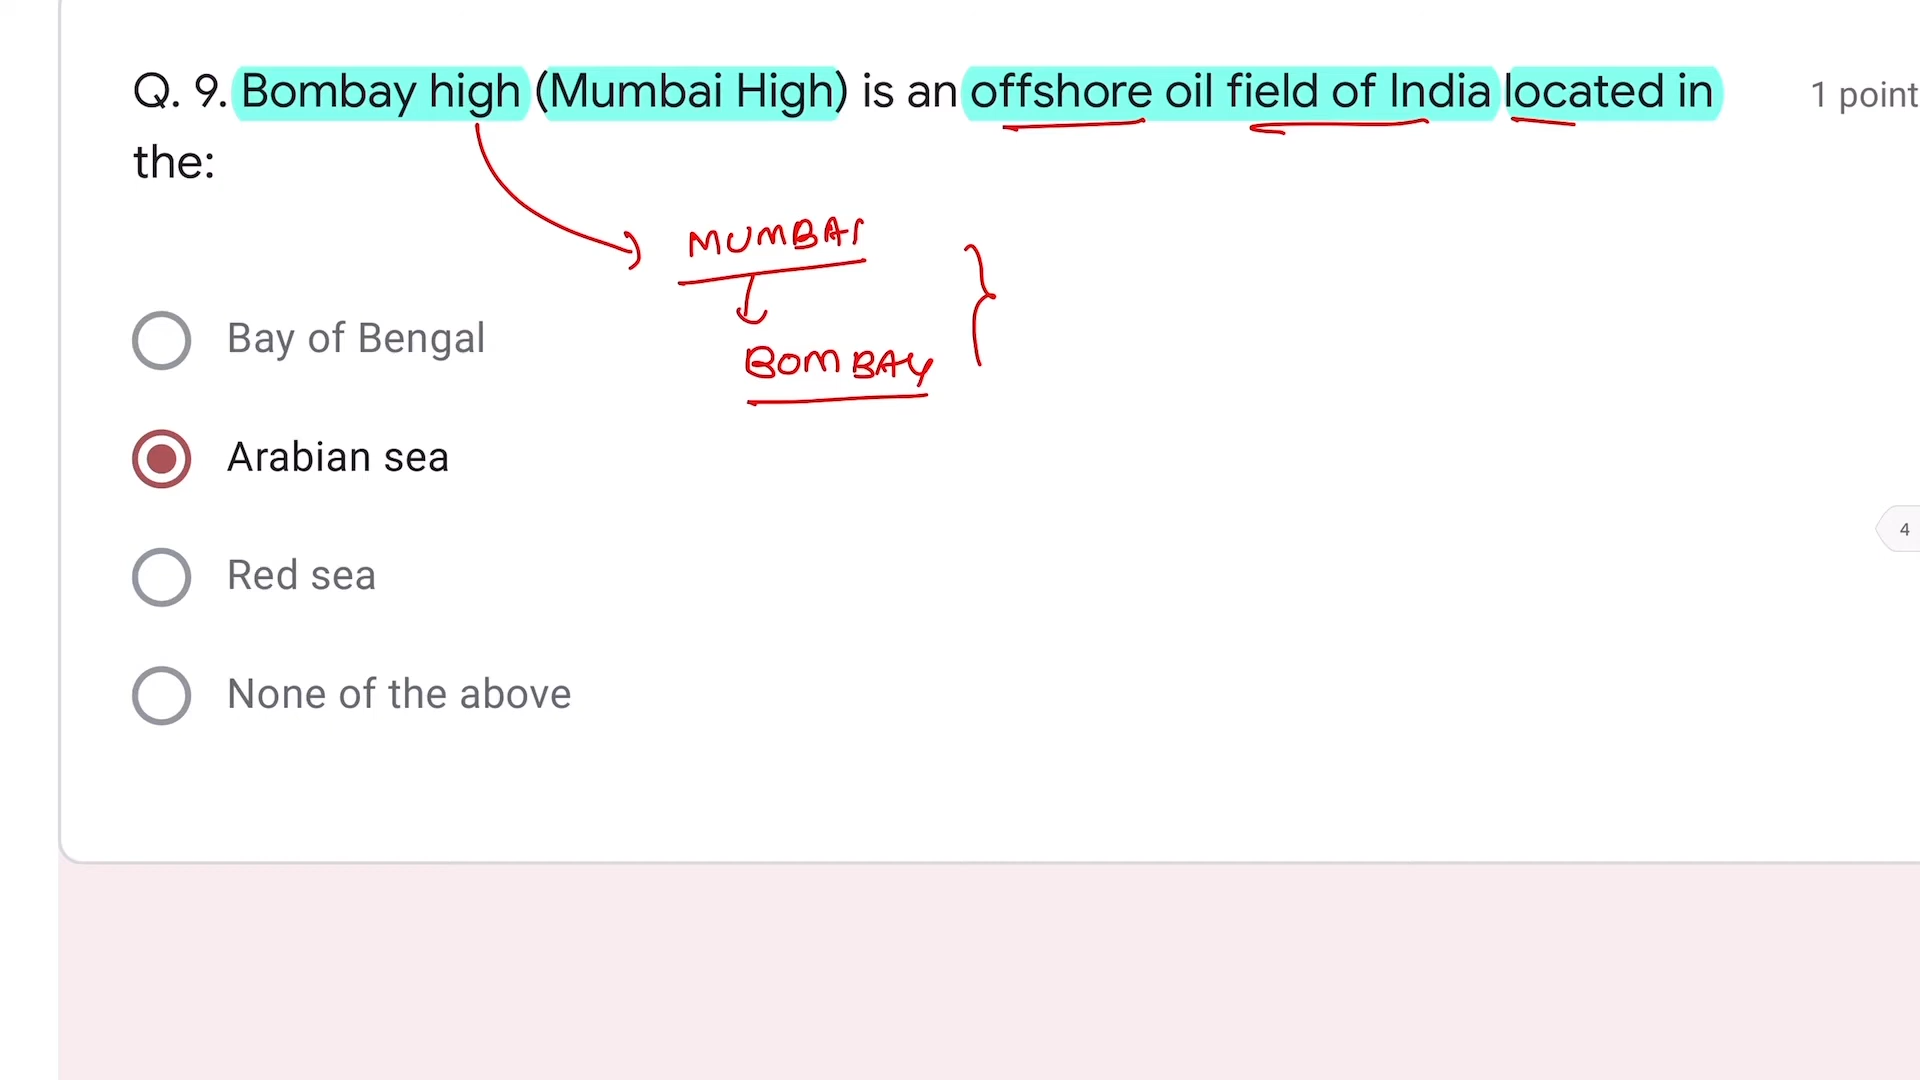 Q. 9. Bombay high (Mumbai High) is an offshore oil field of India located in
1 point
the:
MUMBAI
Bay of Bengal
BOMBAY
Arabian sea
4
Red sea
None of the above